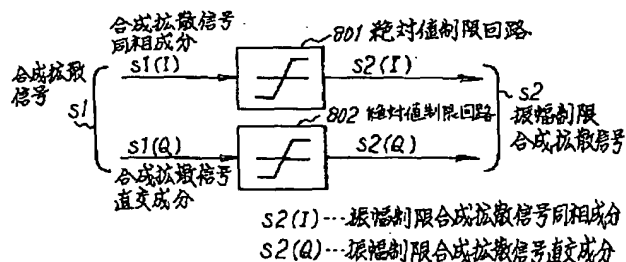 合成拡散信号
同相成分
801 絶対値制限回路
s1(I)
s2(I)
合成拡散
信号
s1
s2
振幅制限
合成拡散信号
802 絶対値制限回路
s1(Q)
s2(Q)
合成拡散信号
直交成分
s2(I)…振幅制限合成拡散信号同相成分
s2(Q)…振幅制限合成拡散信号直交成分